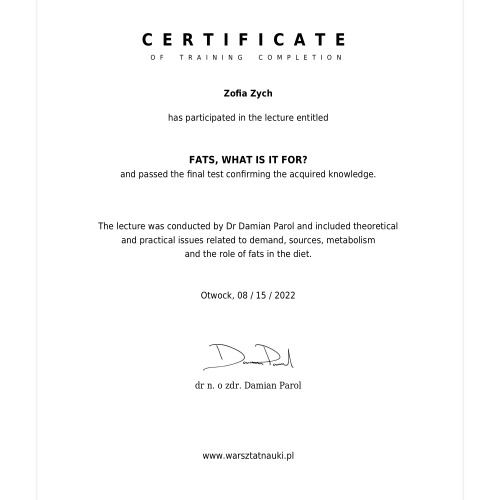 CERTIFICATE
OF TRAINING COMPLETION
Zofia Zych
has participated in the lecture entitled
FATS, WHAT IS IT FOR?
and passed the final test confirming the acquired knowledge.
The lecture was conducted by Dr Damian Parol and included theoretical
and practical issues related to demand, sources, metabolism
and the role of fats in the diet.
Otwock, 08 / 15 / 2022
Damian Parol
dr n. o zdr. Damian Parol
www.warsztatnauki.pl